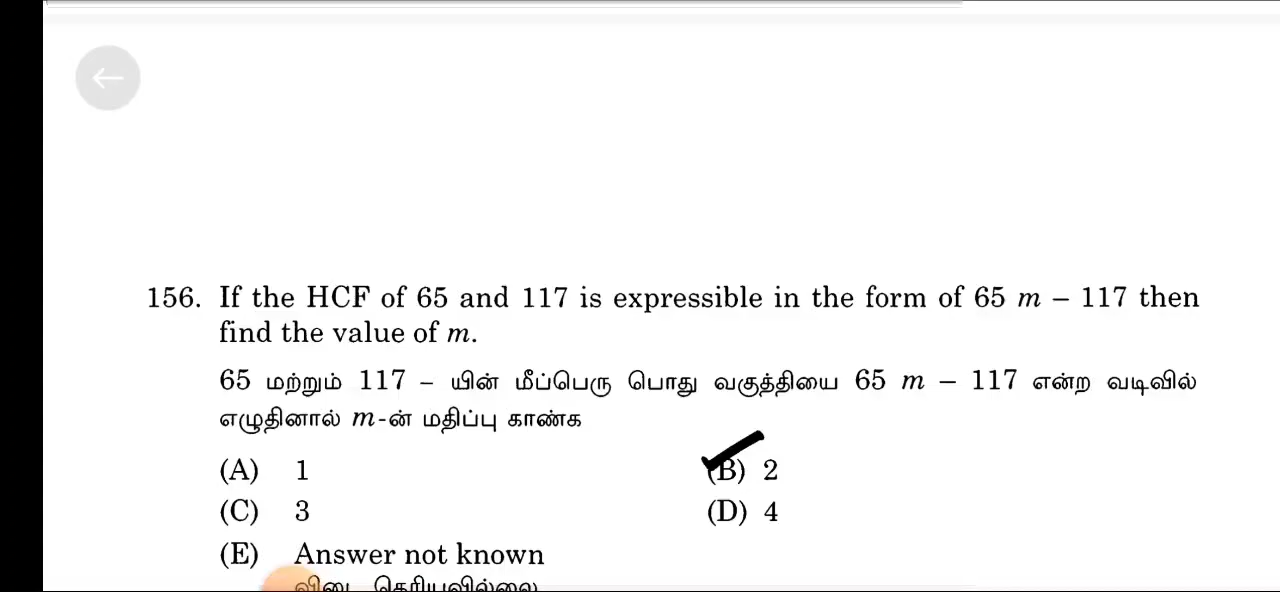 156. If the HCF of 65 and 117 is expressible in the form of 65 m – 117 then
find the value of m.
65 மற்றும் 117 – யின் மீப்பெரு பொது வகுத்தியை 65 m – 117 என்ற வடிவில்
எழுதினால் m-ன் மதிப்பு காண்க
(A) 1 (B) 2
(C) 3 (D) 4
(E) Answer not known
விடை தெரியவில்லை